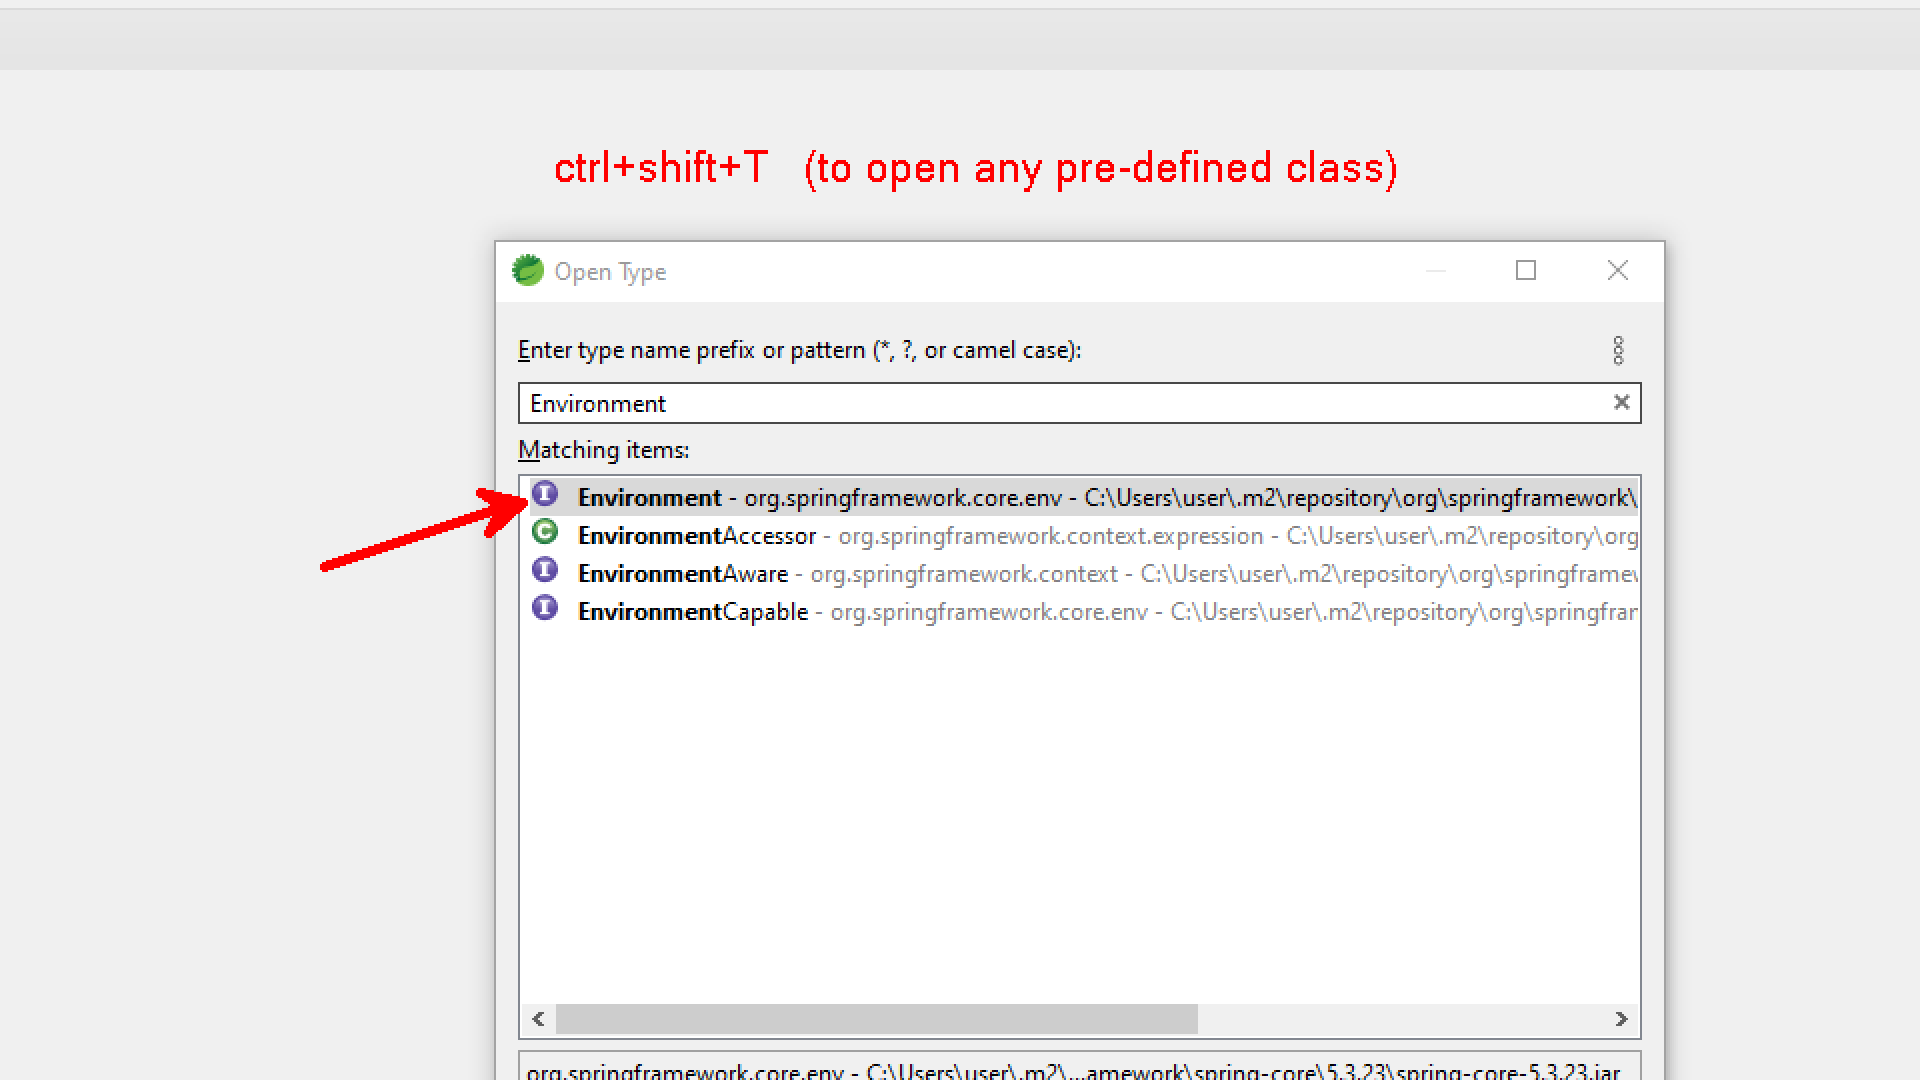 ctrl+shift+T (to open any pre-defined class)
Open Type
Enter type name prefix or pattern (*, ?, or camel case):
Environment
Matching items:
Environment - org.springframework.core.env - C:\Users\user\.m2\repository\org\springframework\
EnvironmentAccessor - org.springframework.context.expression - C:\Users\user\.m2\repository\org
EnvironmentAware - org.springframework.context - C:\Users\user\.m2\repository\org\springframew
EnvironmentCapable - org.springframework.core.env - C:\Users\user\.m2\repository\org\springfran
org.springframework.core.env - C:\Users\user\.m2\...amework\spring-core\5.3.23\spring-core-5.3.23.jar